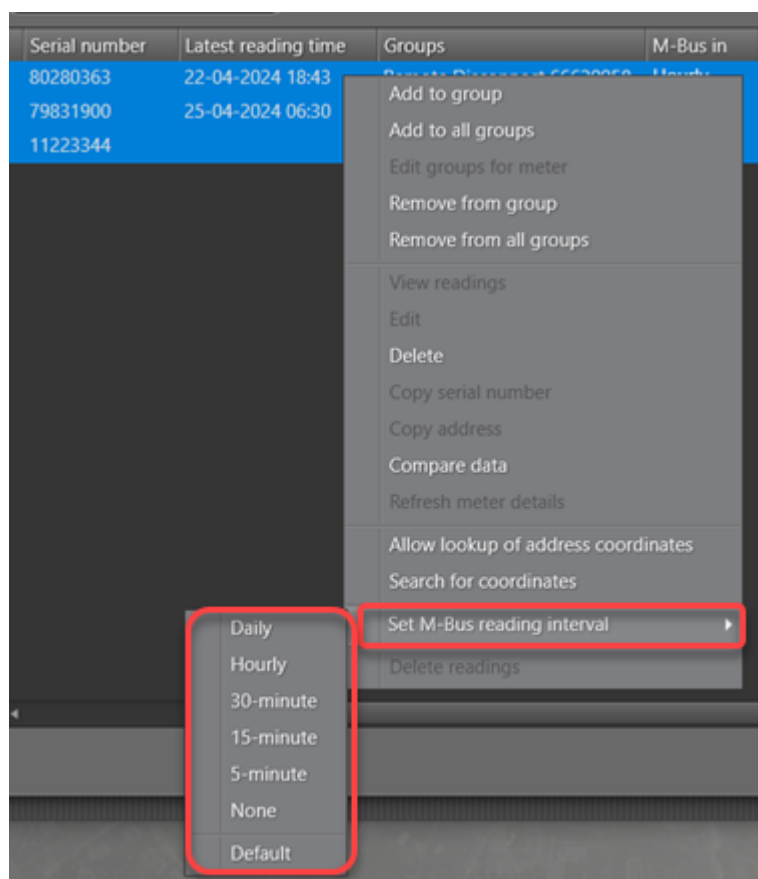 Serial number Latest reading time Groups M-Bus in
80280363 22-04-2024 18:43 Hourly
79831900 25-04-2024 06:30
11223344
Add to group
Add to all groups
Edit groups for meter
Remove from group
Remove from all groups
View readings
Edit
Delete
Copy serial number
Copy address
Compare data
Refresh meter details
Allow lookup of address coordinates
Search for coordinates
Set M-Bus reading interval
Delete readings
Daily
Hourly
30-minute
15-minute
5-minute
None
Default